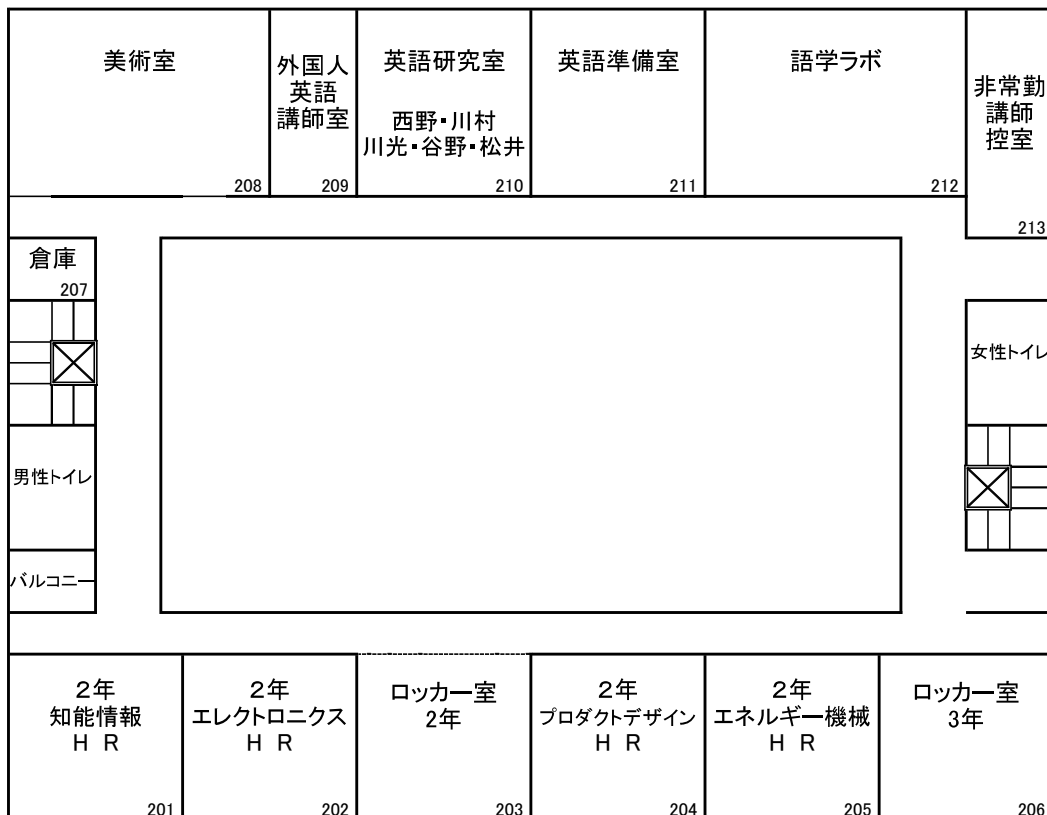 美術室
208
外国人
英語
講師室
209
英語研究室
西野・川村
川光・谷野・松井
210
英語準備室
211
語学ラボ
212
非常勤
講師
控室
213
倉庫
207
女性トイレ
男性トイレ
バルコニー
２年
知能情報
Ｈ Ｒ
201
２年
エレクトロニクス
Ｈ Ｒ
202
ロッカー室
2年
203
２年
プロダクトデザイン
Ｈ Ｒ
204
２年
エネルギー機械
Ｈ Ｒ
205
ロッカー室
3年
206